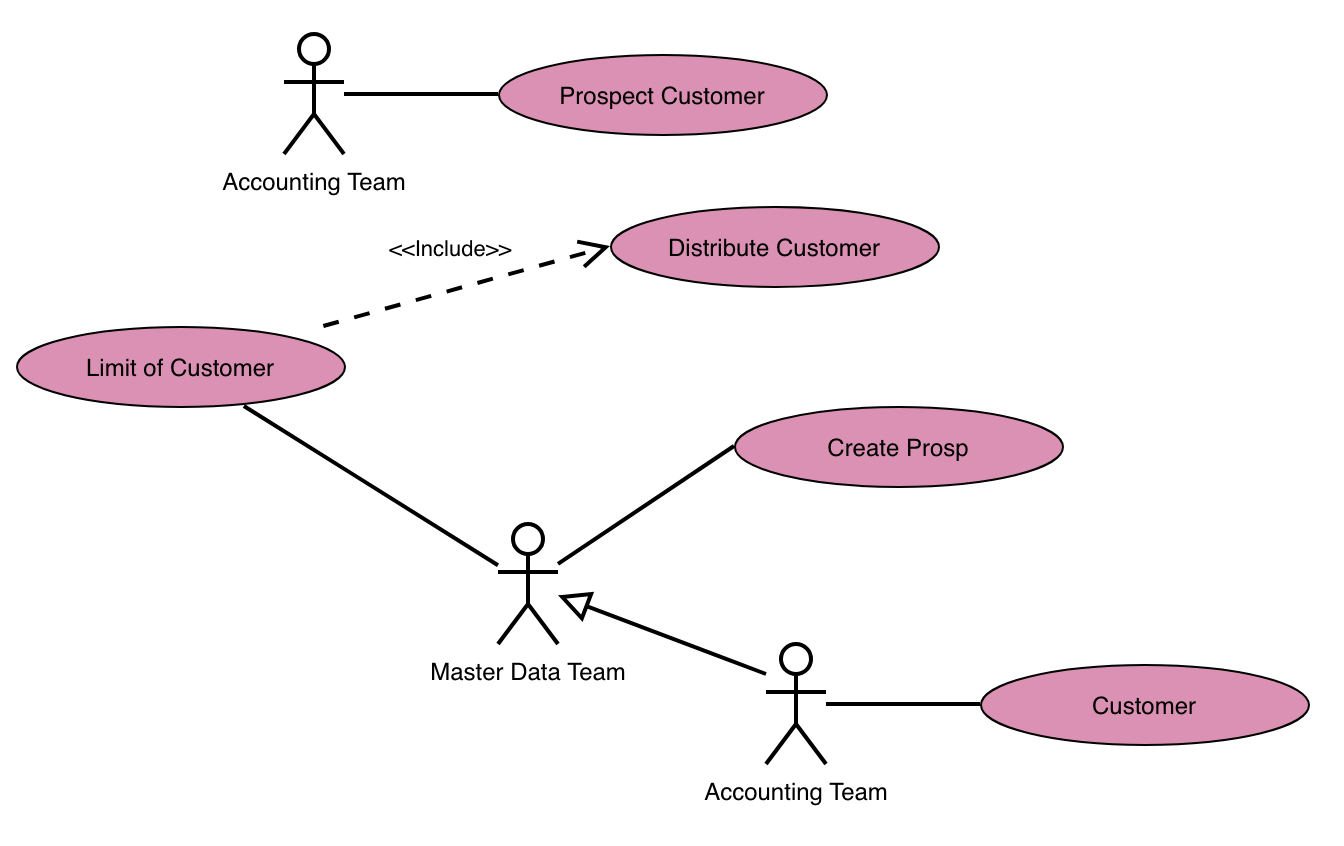 Prospect Customer
Accounting Team
<<Include>>
Distribute Customer
Limit of Customer
Create Prosp
Master Data Team
Customer
Accounting Team